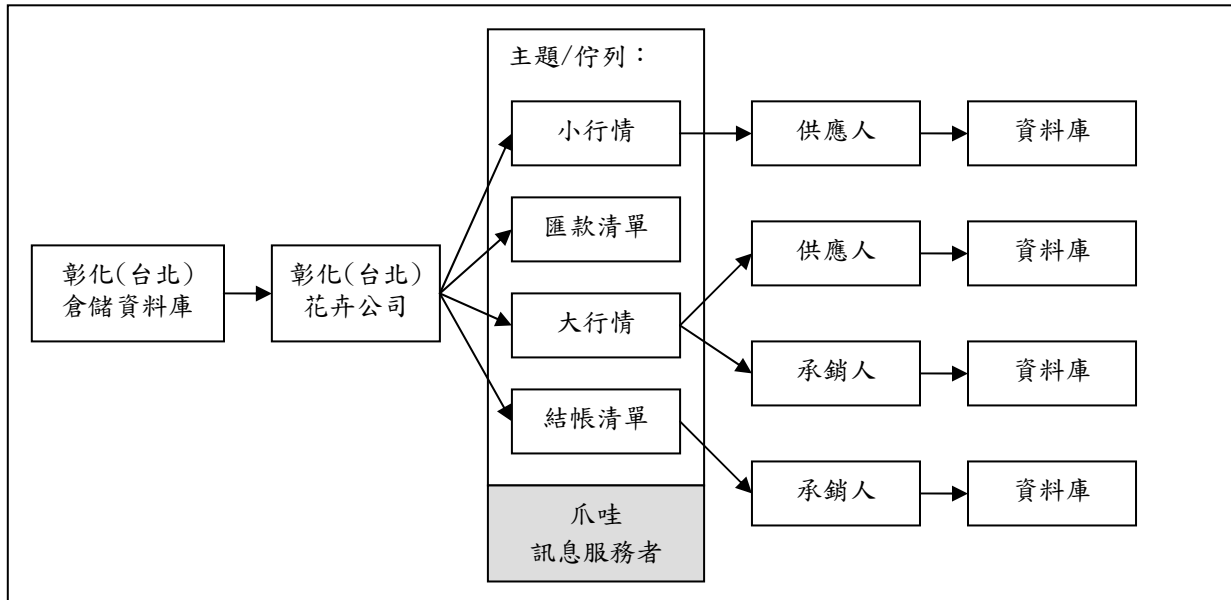 主題/佇列：
小行情
供應人
資料庫
匯款清單
彰化(台北)
倉儲資料庫
彰化(台北)
花卉公司
供應人
資料庫
大行情
承銷人
資料庫
結帳清單
承銷人
資料庫
爪哇
訊息服務者